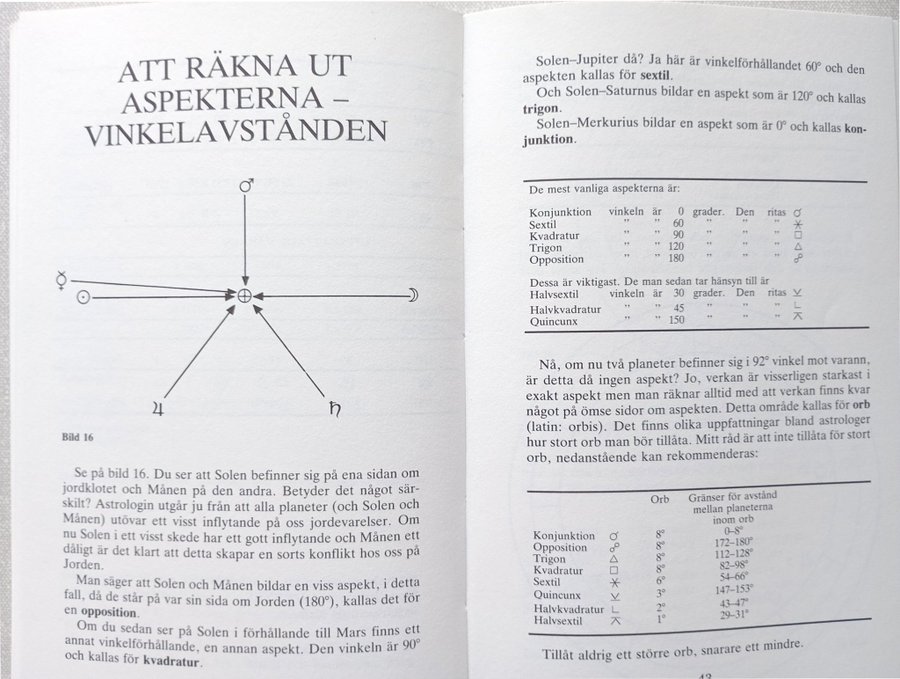 ATT RÄKNA UT
ASPEKTERNA –
VINKELAVSTÅNDEN
♂
☿
☉
⊕
☽
♃
♄
Bild 16
Se på bild 16. Du ser att Solen befinner sig på ena sidan om
jordklotet och Månen på den andra. Betyder det något sär-
skilt? Astrologin utgår ju från att alla planeter (och Solen och
Månen) utövar ett visst inflytande på oss jordevarelser. Om
nu Solen i ett visst skede har ett gott inflytande och Månen ett
dåligt är det klart att detta skapar en sorts konflikt hos oss på
Jorden.
Man säger att Solen och Månen bildar en viss aspekt, i detta
fall, då de står på var sin sida om Jorden (180°), kallas det för
en opposition.
Om du sedan ser på Solen i förhållande till Mars finns ett
annat vinkelförhållande, en annan aspekt. Den vinkeln är 90°
och kallas för kvadratur.
Solen–Jupiter då? Ja här är vinkelförhållandet 60° och den
aspekten kallas för sextil.
Och Solen–Saturnus bildar en aspekt som är 120° och kallas
trigon.
Solen–Merkurius bildar en aspekt som är 0° och kallas kon-
junktion.
De mest vanliga aspekterna är:
Konjunktion vinkeln är 0 grader. Den ritas ☌
Sextil " " 60 " " " ⚹
Kvadratur " " 90 " " " □
Trigon " " 120 " " " △
Opposition " " 180 " " " ☍
Dessa är viktigast. De man sedan tar hänsyn till är
Halvsextil vinkeln är 30 grader. Den ritas ⚺
Halvkvadratur " " 45 " " " ∟
Quincunx " " 150 " " " ⚻
Nå, om nu två planeter befinner sig i 92° vinkel mot varann,
är detta då ingen aspekt? Jo, verkan är visserligen starkast i
exakt aspekt men man räknar alltid med att verkan finns kvar
något på ömse sidor om aspekten. Detta område kallas för orb
(latin: orbis). Det finns olika uppfattningar bland astrologer
hur stort orb man bör tillåta. Mitt råd är att inte tillåta för stort
orb, nedanstående kan rekommenderas:
Orb Gränser för avstånd
mellan planeterna
inom orb
Konjunktion ☌ 8° 0–8°
Opposition ☍ 8° 172–180°
Trigon △ 8° 112–128°
Kvadratur □ 8° 82–98°
Sextil ⚹ 6° 54–66°
Quincunx ⚺ 3° 147–153°
Halvkvadratur ∟ 2° 43–47°
Halvsextil ⚻ 1° 29–31°
Tillåt aldrig ett större orb, snarare ett mindre.